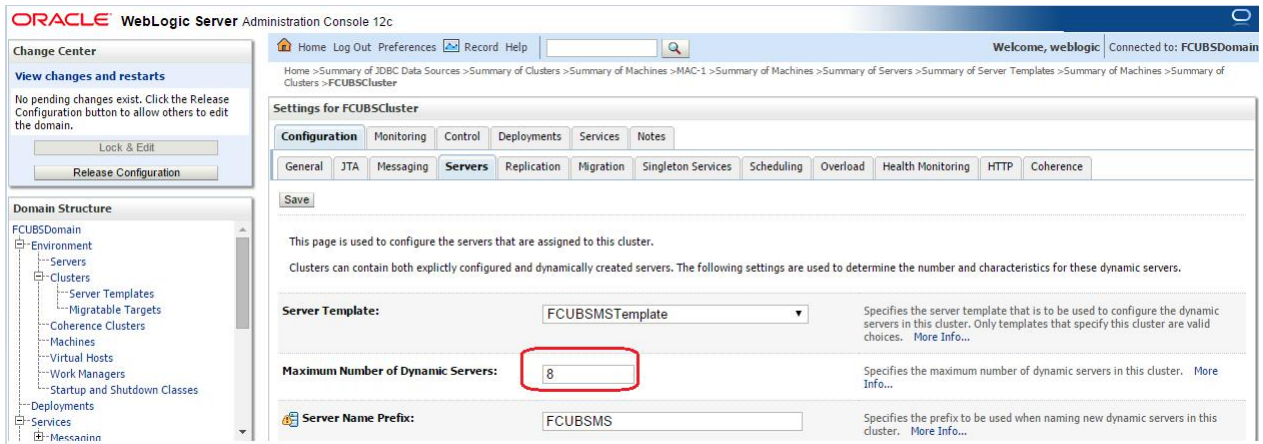 ORACLE WebLogic Server Administration Console 12c
Change Center
View changes and restarts
No pending changes exist. Click the Release
Configuration button to allow others to edit
the domain.
Lock & Edit
Release Configuration
Domain Structure
FCUBSDomain
Environment
Servers
Clusters
Server Templates
Migratable Targets
Coherence Clusters
Machines
Virtual Hosts
Work Managers
Startup and Shutdown Classes
Deployments
Services
Messaging
Home Log Out Preferences Record Help
Welcome, weblogic Connected to: FCUBSDomain
Home >Summary of JDBC Data Sources >Summary of Clusters >Summary of Machines >MAC-1 >Summary of Machines >Summary of Servers >Summary of Server Templates >Summary of Machines >Summary of
Clusters >FCUBSCluster
Settings for FCUBSCluster
Configuration Monitoring Control Deployments Services Notes
General JTA Messaging Servers Replication Migration Singleton Services Scheduling Overload Health Monitoring HTTP Coherence
Save
This page is used to configure the servers that are assigned to this cluster.
Clusters can contain both explictly configured and dynamically created servers. The following settings are used to determine the number and characteristics for these dynamic servers.
Server Template: FCUBSMSTemplate
Specifies the server template that is to be used to configure the dynamic
servers in this cluster. Only templates that specify this cluster are valid
choices. More Info...
Maximum Number of Dynamic Servers: 8
Specifies the maximum number of dynamic servers in this cluster. More
Info...
Server Name Prefix: FCUBSMS
Specifies the prefix to be used when naming new dynamic servers in this
cluster. More Info...